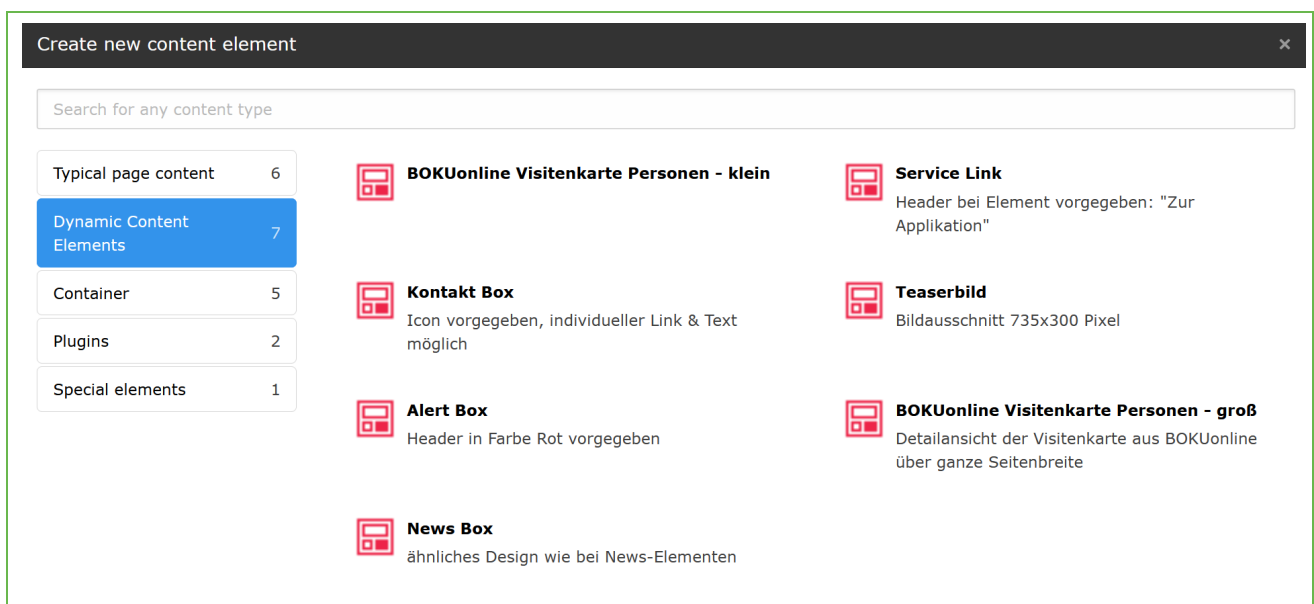 Create new content element
×
Search for any content type
Typical page content 6
Dynamic Content
Elements
7
Container 5
Plugins 2
Special elements 1
BOKUonline Visitenkarte Personen - klein
Service Link
Header bei Element vorgegeben: "Zur
Applikation"
Kontakt Box
Icon vorgegeben, individueller Link & Text
möglich
Teaserbild
Bildausschnitt 735x300 Pixel
Alert Box
Header in Farbe Rot vorgegeben
BOKUonline Visitenkarte Personen - groß
Detailansicht der Visitenkarte aus BOKUonline
über ganze Seitenbreite
News Box
ähnliches Design wie bei News-Elementen